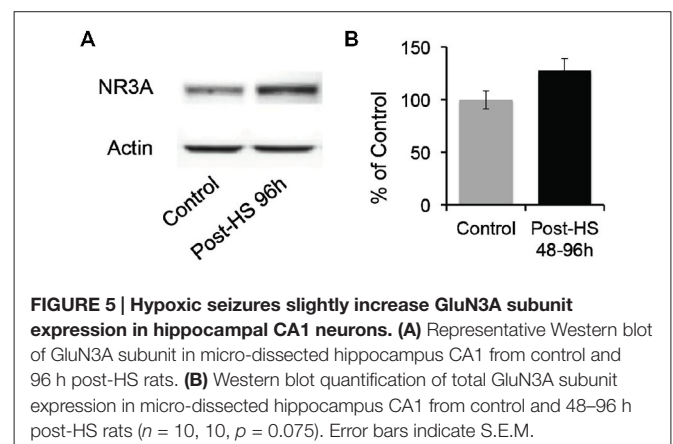 A
B
NR3A
Actin
Control
Post-HS 96h
% of Control
150
100
50
0
Control
Post-HS
48-96h
FIGURE 5 | Hypoxic seizures slightly increase GluN3A subunit
expression in hippocampal CA1 neurons. (A) Representative Western blot
of GluN3A subunit in micro-dissected hippocampus CA1 from control and
96 h post-HS rats. (B) Western blot quantification of total GluN3A subunit
expression in micro-dissected hippocampus CA1 from control and 48–96 h
post-HS rats (n = 10, 10, p = 0.075). Error bars indicate S.E.M.